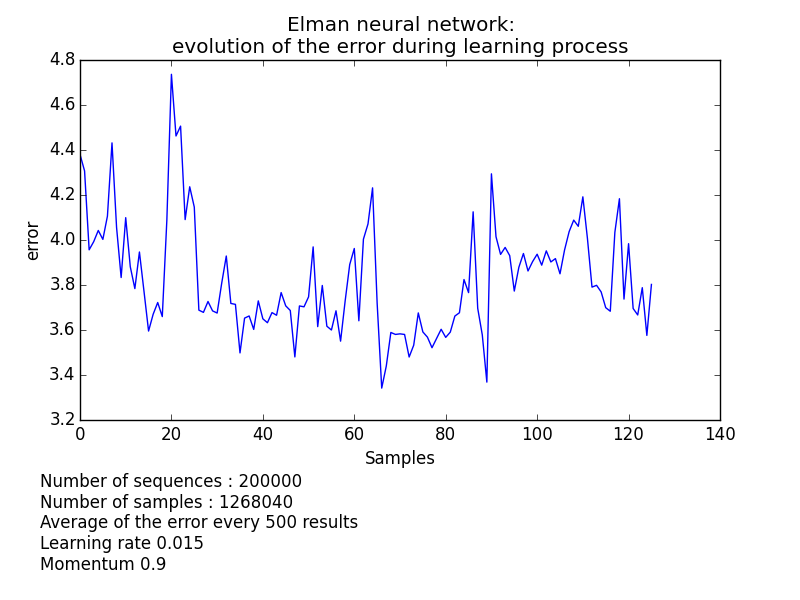 Elman neural network:
evolution of the error during learning process
4.8
4.6
4.4
4.2
4.0
3.8
3.6
3.4
3.2
error
0 20 40 60 80 100 120 140
Samples
Number of sequences : 200000
Number of samples : 1268040
Average of the error every 500 results
Learning rate 0.015
Momentum 0.9